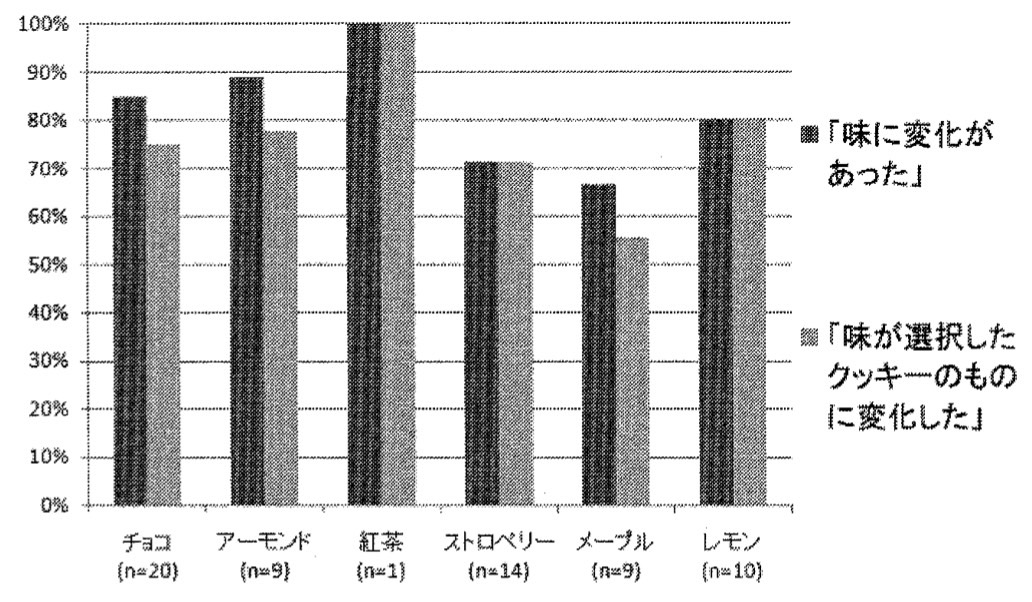 100%
90%
80%
70%
60%
50%
40%
30%
20%
10%
0%
チョコ
(n=20)
アーモンド
(n=9)
紅茶
(n=1)
ストロベリー
(n=14)
メープル
(n=9)
レモン
(n=10)
「味に変化が
あった」
「味が選択した
クッキーのもの
に変化した」